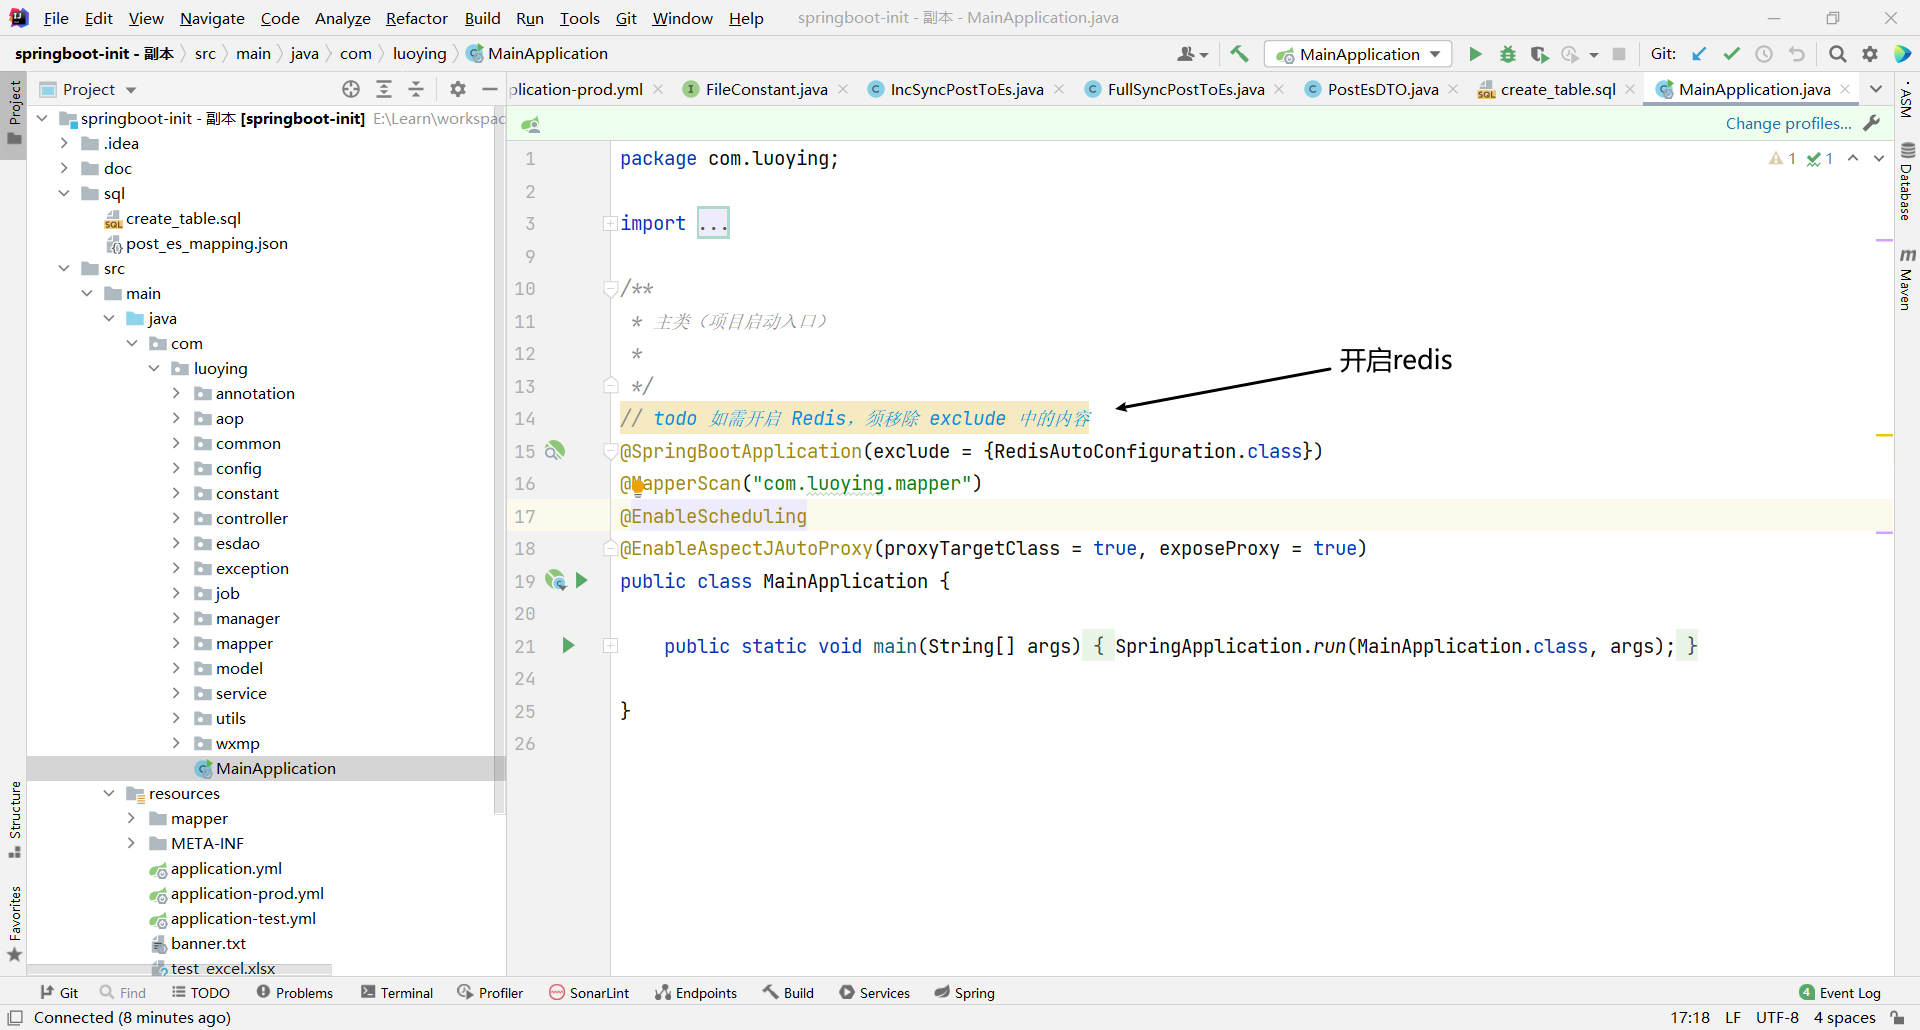 File Edit View Navigate Code Analyze Refactor Build Run Tools Git Window Help springboot-init - 副本 - MainApplication.java
springboot-init - 副本 src main java com luoying MainApplication
MainApplication
Git:
Project
plication-prod.yml FileConstant.java IncSyncPostToEs.java FullSyncPostToEs.java PostEsDTO.java create_table.sql MainApplication.java
Change profiles...
Project
Structure
Favorites
springboot-init - 副本 [springboot-init] E:\Learn\workspac
.idea
doc
sql
create_table.sql
post_es_mapping.json
src
main
java
com
luoying
annotation
aop
common
config
constant
controller
esdao
exception
job
manager
mapper
model
service
utils
wxmp
MainApplication
resources
mapper
META-INF
application.yml
application-prod.yml
application-test.yml
banner.txt
test_excel.xlsx
1 package com.luoying;
2
3 import ...
9
10 /**
11 * 主类（项目启动入口）
12 *
13 */
14 // todo 如需开启 Redis，须移除 exclude 中的内容
15 @SpringBootApplication(exclude = {RedisAutoConfiguration.class})
16 @MapperScan("com.luoying.mapper")
17 @EnableScheduling
18 @EnableAspectJAutoProxy(proxyTargetClass = true, exposeProxy = true)
19 public class MainApplication {
20
21 public static void main(String[] args) { SpringApplication.run(MainApplication.class, args); }
24
25 }
26
开启redis
1 1
ASM
Database
Maven
Git Find TODO Problems Terminal Profiler SonarLint Endpoints Build Services Spring 4 Event Log
Connected (8 minutes ago) 17:18 LF UTF-8 4 spaces